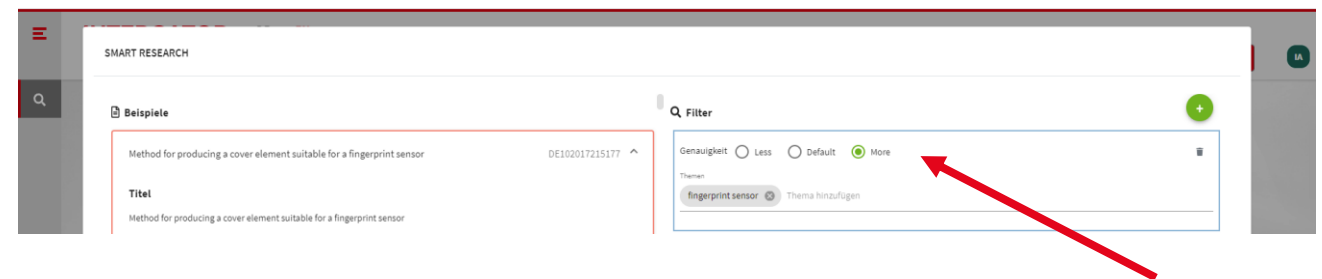 SMART RESEARCH
IA
Beispiele
Method for producing a cover element suitable for a fingerprint sensor DE102017215177
Titel
Method for producing a cover element suitable for a fingerprint sensor
Filter
Genauigkeit Less Default More
Themen
fingerprint sensor Thema hinzufügen